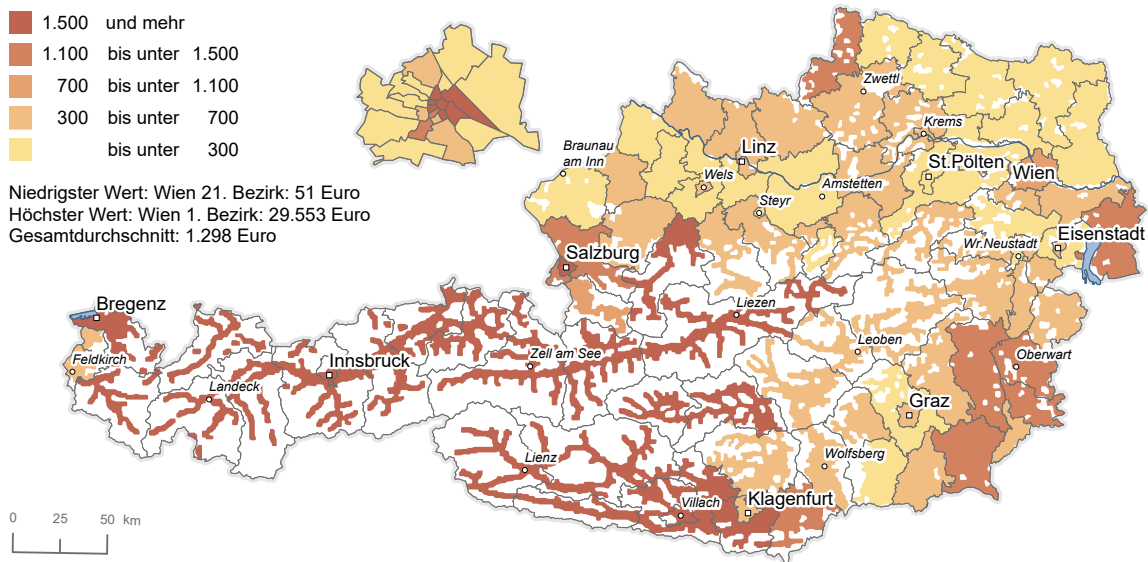 1.500 und mehr
1.100 bis unter 1.500
700 bis unter 1.100
300 bis unter 700
bis unter 300
Niedrigster Wert: Wien 21. Bezirk: 51 Euro
Höchster Wert: Wien 1. Bezirk: 29.553 Euro
Gesamtdurchschnitt: 1.298 Euro
Zwettl
Krems
Braunau
am Inn
Linz
St.Pölten
Wien
Wels
Amstetten
Steyr
Eisenstadt
Wr.Neustadt
Salzburg
Bregenz
Liezen
Leoben
Oberwart
Feldkirch
Innsbruck
Zell am See
Landeck
Graz
Wolfsberg
Lienz
Villach
Klagenfurt
0 25 50 km